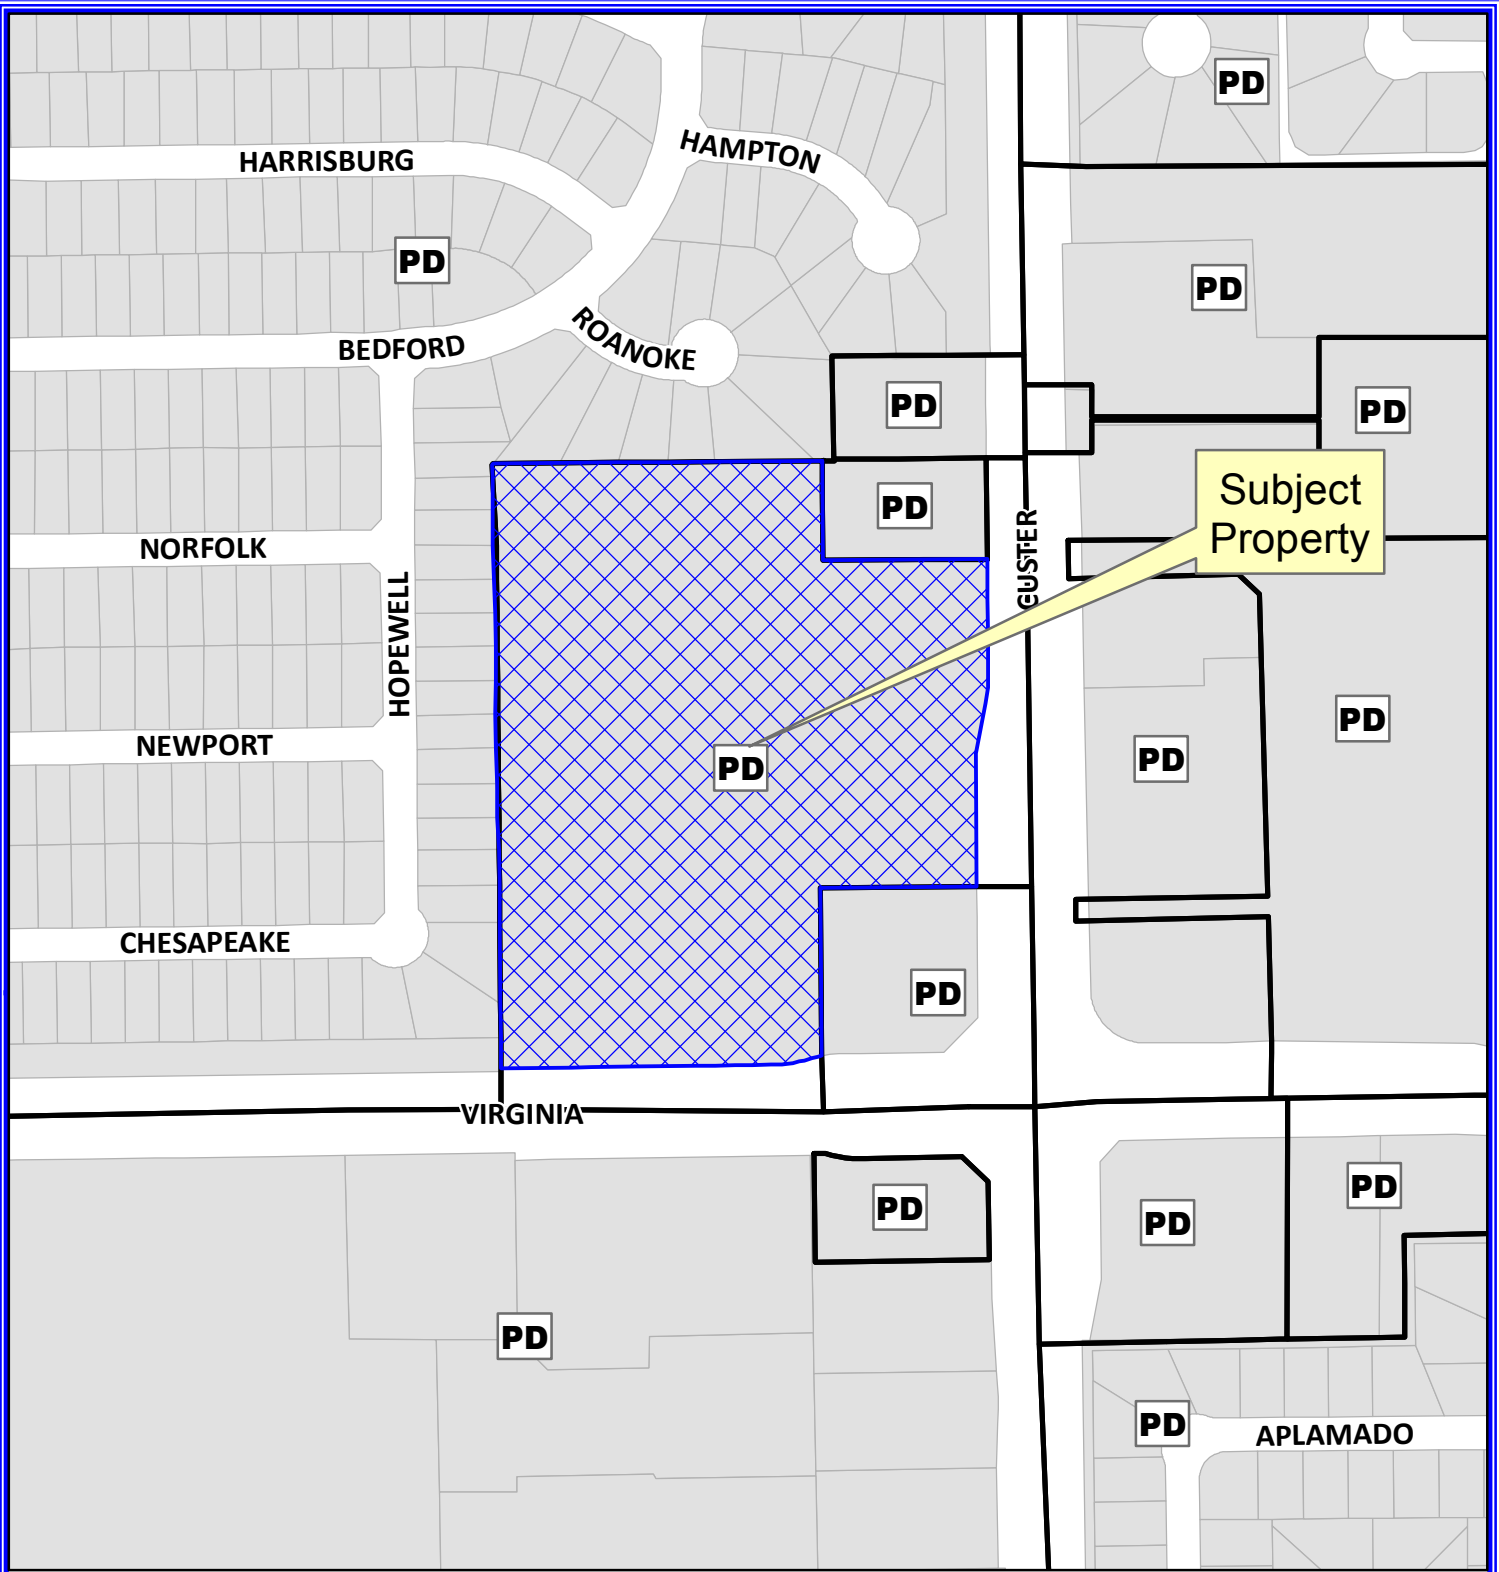 PD
HAMPTON
HARRISBURG
PD
PD
ROANOKE
BEDFORD
PD
PD
Subject
Property
PD
CUSTER
NORFOLK
HOPEWELL
PD
NEWPORT
PD
PD
CHESAPEAKE
PD
VIRGINIA
PD
PD
PD
PD
PD
APLAMADO